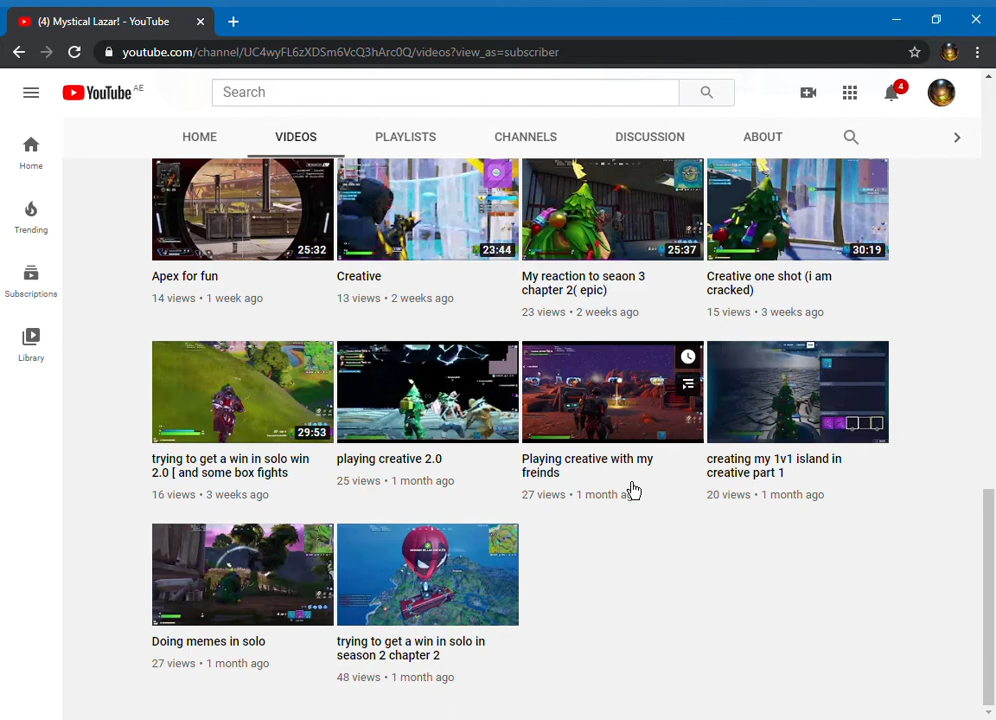 (4) Mystical Lazar! - YouTube
youtube.com/channel/UC4wyFL6zXDSm6VcQ3hArc0Q/videos?view_as=subscriber
YouTube AE
Search
4
HOME VIDEOS PLAYLISTS CHANNELS DISCUSSION ABOUT
Home
Trending
Subscriptions
Library
25:32 23:44 25:37 30:19
Apex for fun
14 views • 1 week ago
Creative
13 views • 2 weeks ago
My reaction to seaon 3
chapter 2( epic)
23 views • 2 weeks ago
Creative one shot (i am
cracked)
15 views • 3 weeks ago
29:53
trying to get a win in solo win
2.0 [ and some box fights
16 views • 3 weeks ago
playing creative 2.0
25 views • 1 month ago
Playing creative with my
freinds
27 views • 1 month
creating my 1v1 island in
creative part 1
20 views • 1 month ago
Doing memes in solo
27 views • 1 month ago
trying to get a win in solo in
season 2 chapter 2
48 views • 1 month ago